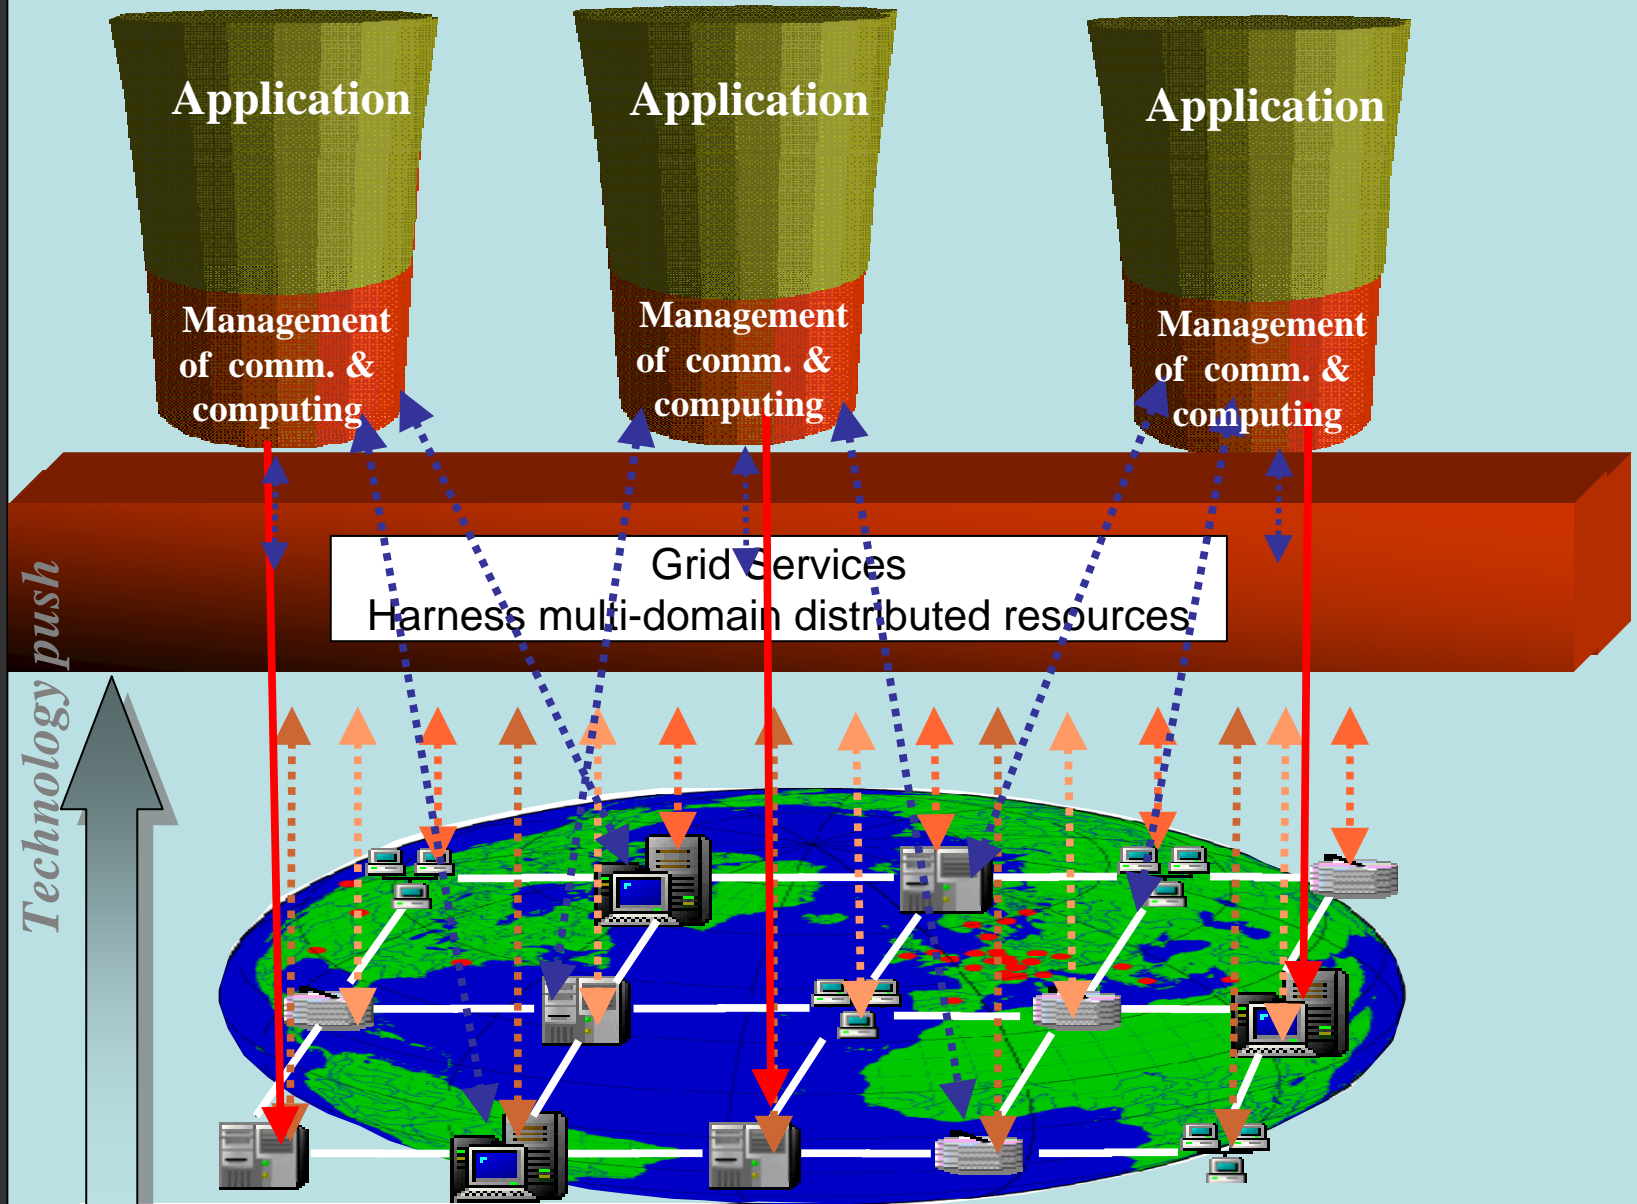 Application
Application
Application
Management
of comm. &
computing
Management
of comm. &
computing
Management
of comm. &
computing
Grid Services
Harness multi-domain distributed resources
Technology push